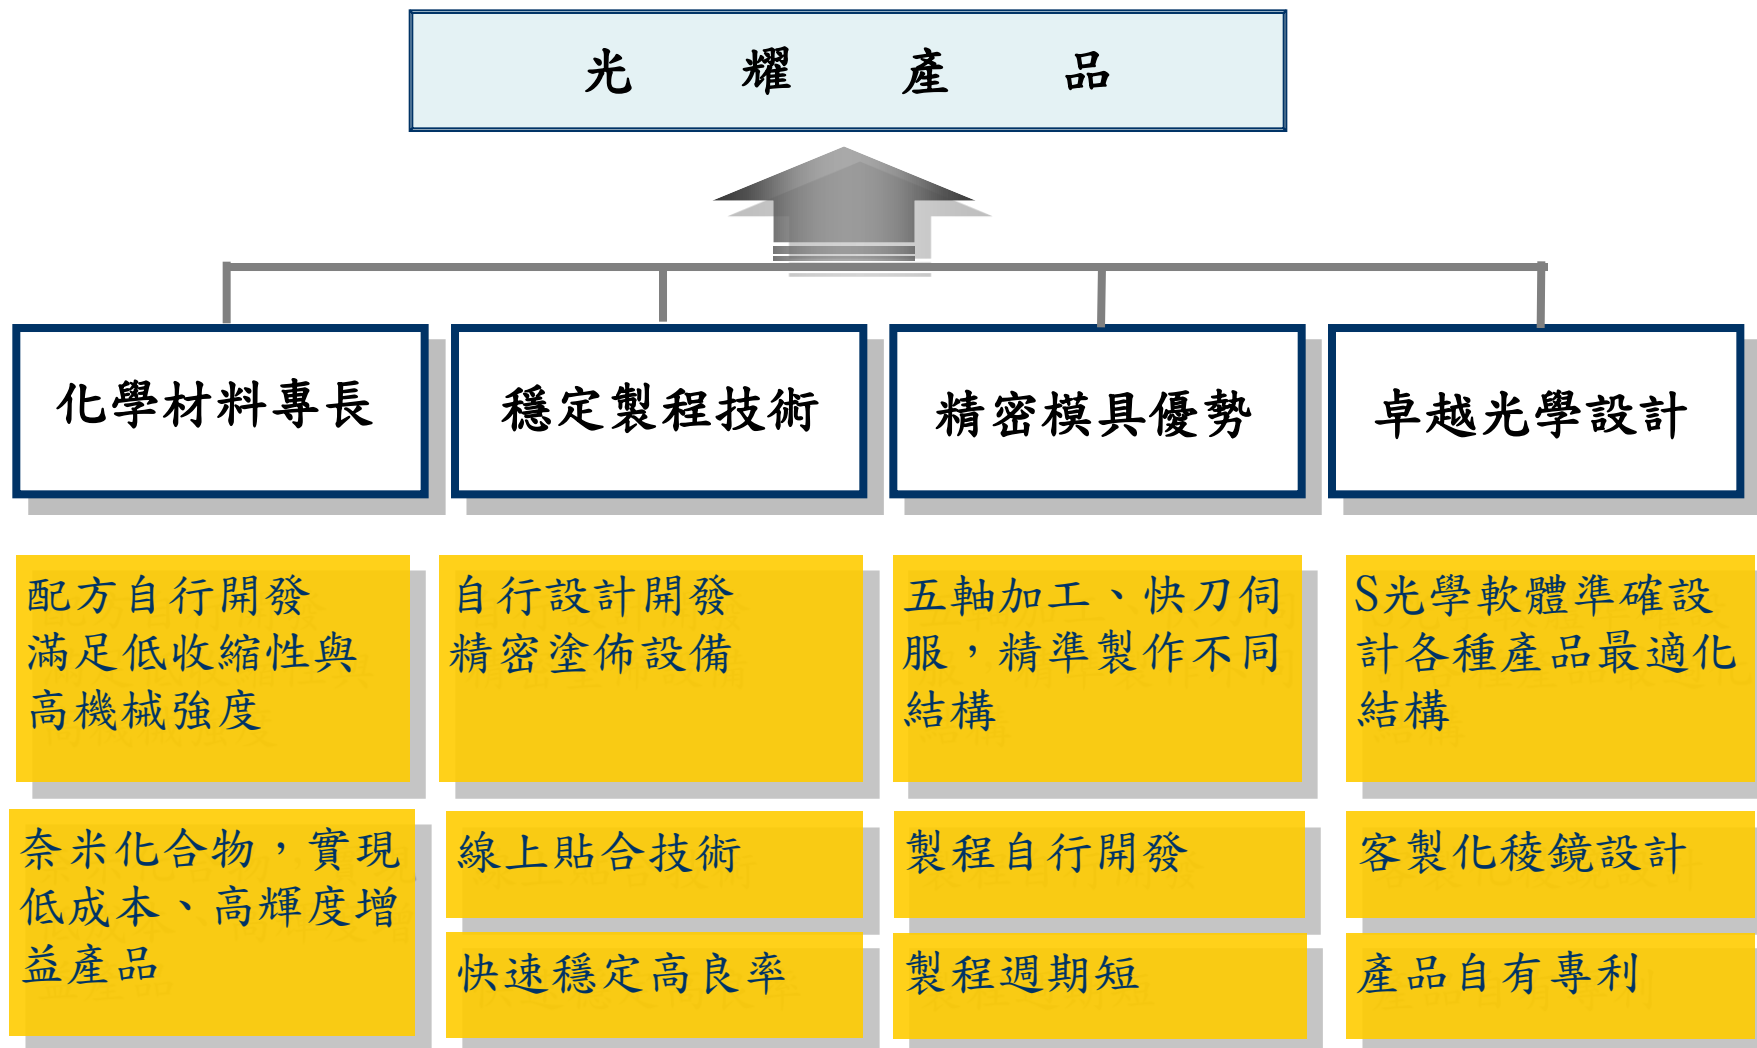 光耀產品
化學材料專長
穩定製程技術
精密模具優勢
卓越光學設計
配方自行開發
滿足低收縮性與
高機械強度
自行設計開發
精密塗佈設備
五軸加工、快刀伺
服，精準製作不同
結構
S光學軟體準確設
計各種產品最適化
結構
奈米化合物，實現
低成本、高輝度增
益產品
線上貼合技術
製程自行開發
客製化稜鏡設計
快速穩定高良率
製程週期短
產品自有專利